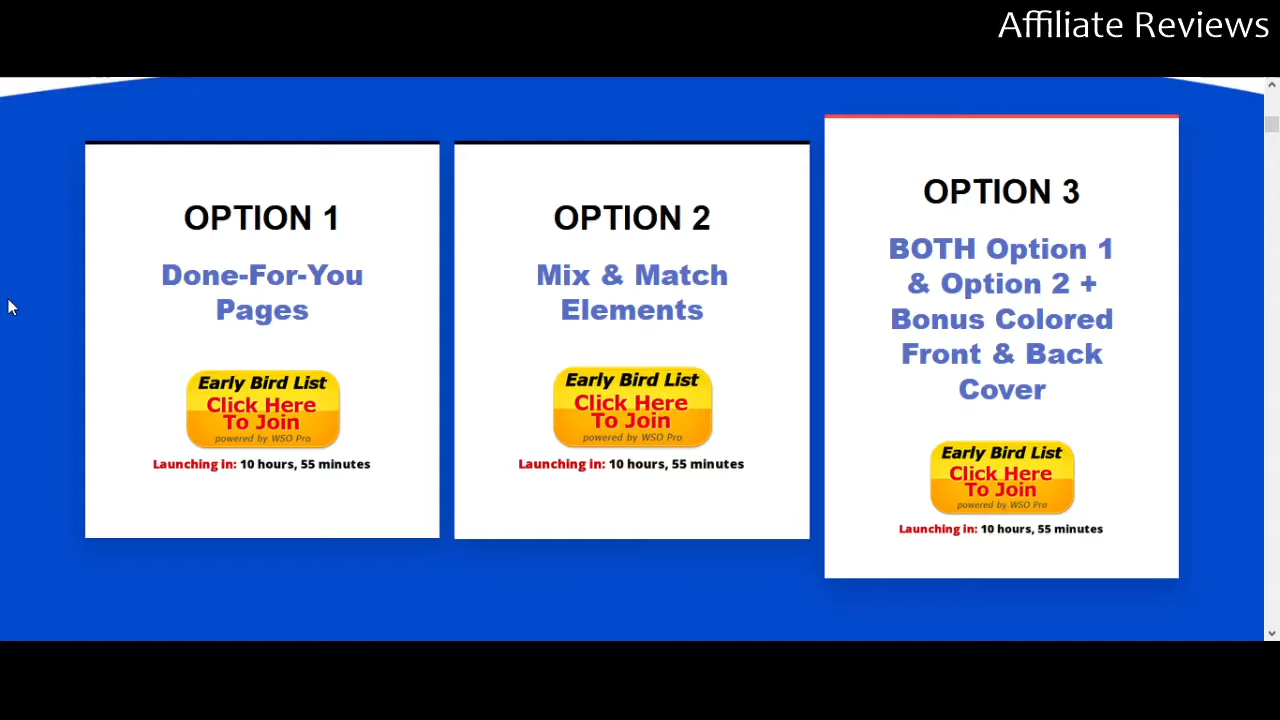 Affiliate Reviews
OPTION 1
Done-For-You
Pages
Early Bird List
Click Here
To Join
powered by WSO Pro
Launching in: 10 hours, 55 minutes
OPTION 2
Mix & Match
Elements
Early Bird List
Click Here
To Join
powered by WSO Pro
Launching in: 10 hours, 55 minutes
OPTION 3
BOTH Option 1
& Option 2 +
Bonus Colored
Front & Back
Cover
Early Bird List
Click Here
To Join
powered by WSO Pro
Launching in: 10 hours, 55 minutes